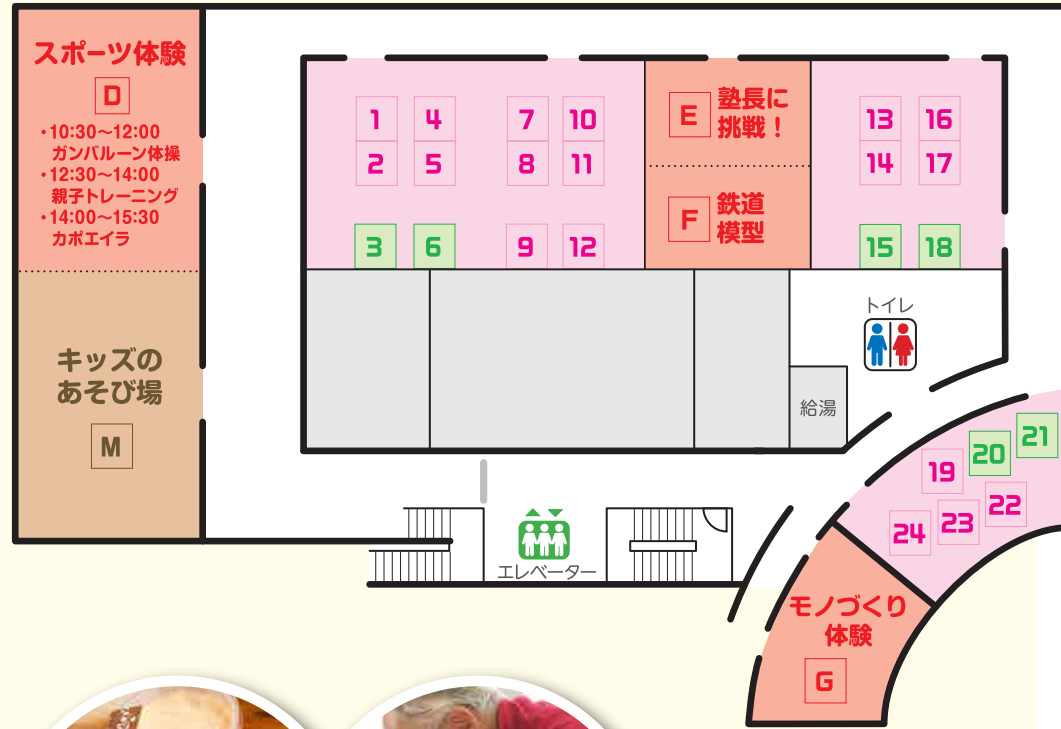 スポーツ体験
D
・10:30～12:00
ガンバルーン体操
・12:30～14:00
親子トレーニング
・14:00～15:30
カポエイラ
キッズの
あそび場
M
1 4 7 10
2 5 8 11
3 6 9 12
E 塾長に
挑戦！
F 鉄道
模型
13 16
14 17
15 18
トイレ
給湯
エレベーター
19 20 21
24 23 22
モノづくり
体験
G